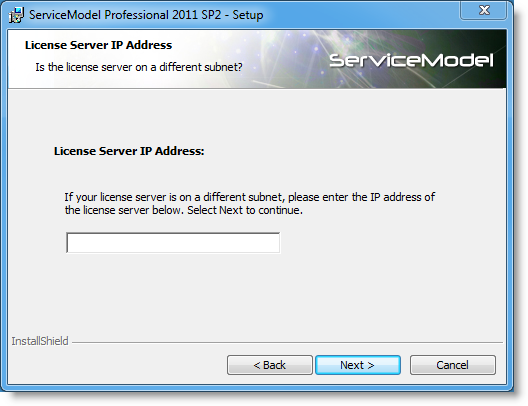 ServiceModel Professional 2011 SP2 - Setup
License Server IP Address
Is the license server on a different subnet?
ServiceModel
License Server IP Address:
If your license server is on a different subnet, please enter the IP address of
the license server below. Select Next to continue.
InstallShield
< Back
Next >
Cancel